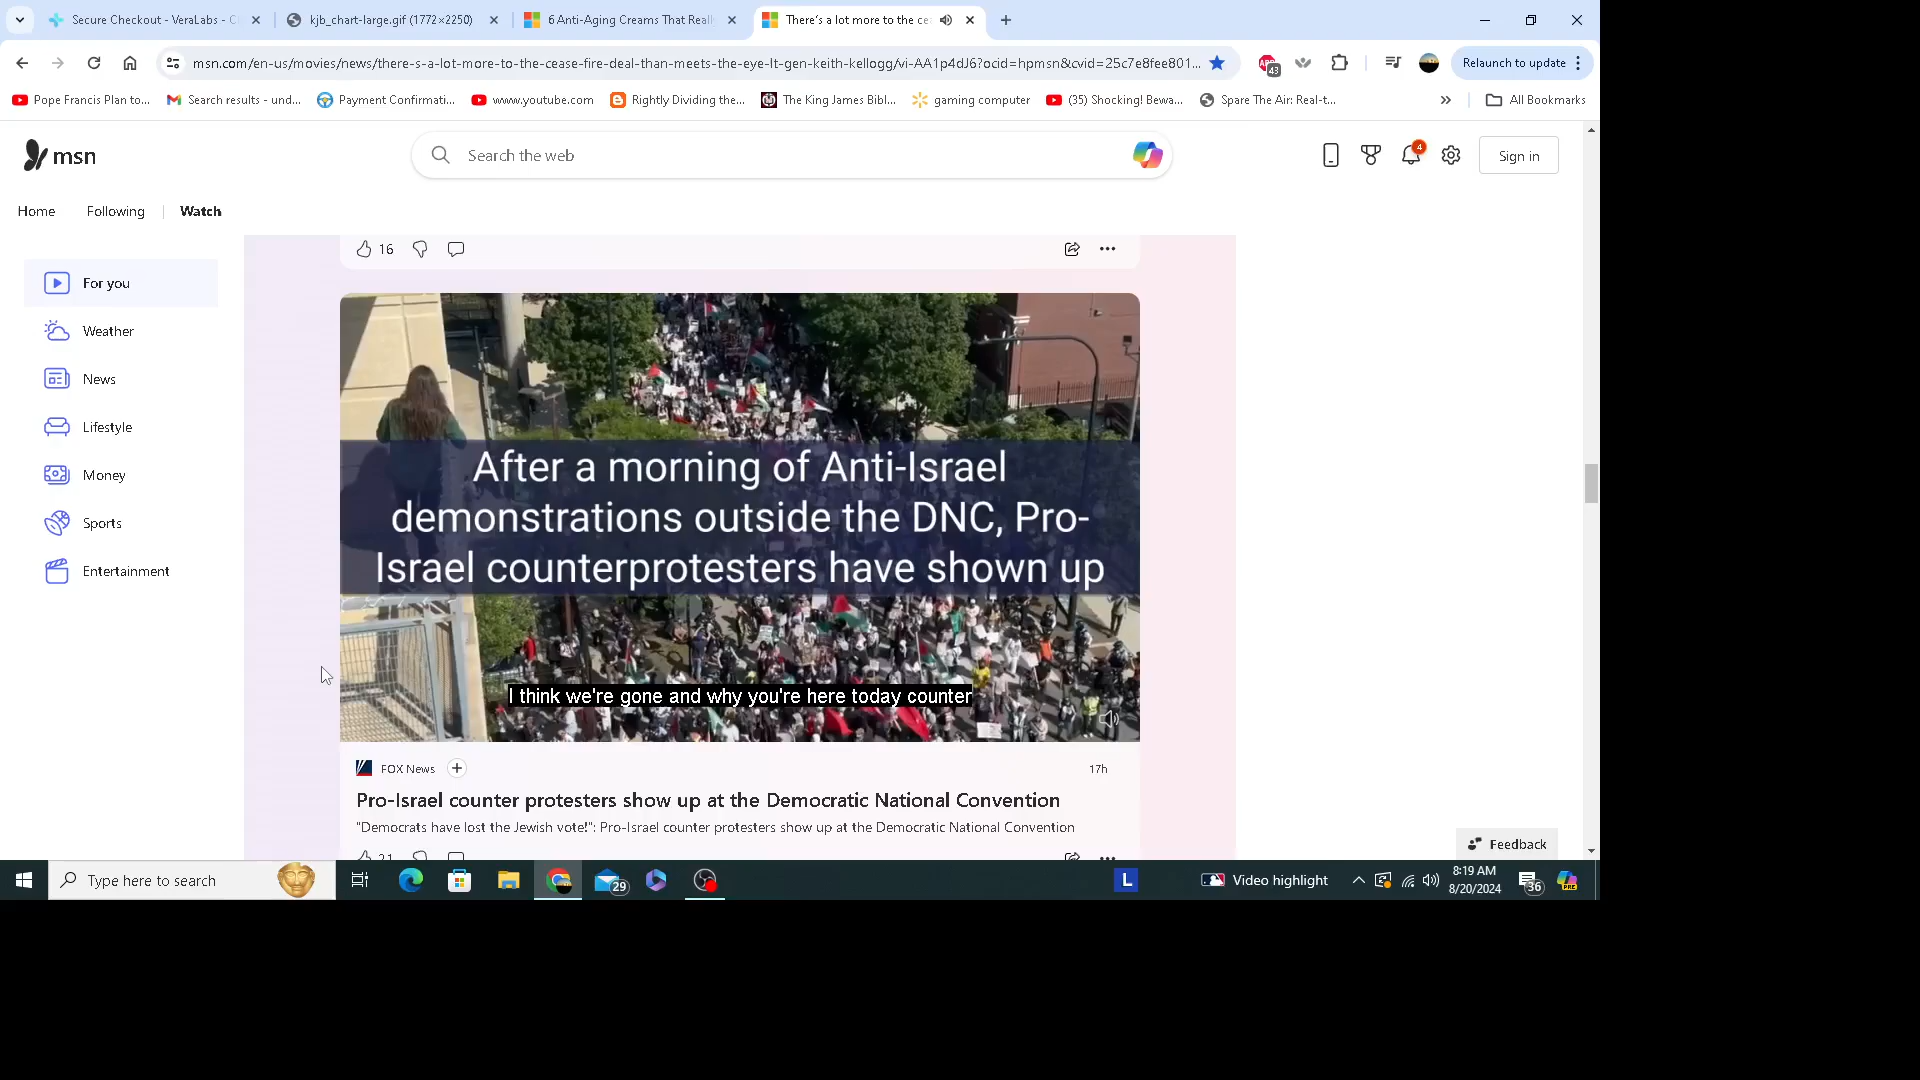 Secure Checkout - VeraLabs - C
kjb_chart-large.gif (1772×2250)
6 Anti-Aging Creams That Reall
There's a lot more to the ce
msn.com/en-us/movies/news/there-s-a-lot-more-to-the-cease-fire-deal-than-meets-the-eye-lt-gen-keith-kellogg/vi-AA1p4dJ6?ocid=hpmsn&cvid=25c7e8fee801...
43
Relaunch to update
Pope Francis Plan to...
Search results - und...
Payment Confirmati...
www.youtube.com
Rightly Dividing the...
The King James Bibl...
gaming computer
(35) Shocking! Bewa...
Spare The Air: Real-t...
All Bookmarks
msn
Search the web
4
Sign in
Home
Following
Watch
For you
Weather
News
Lifestyle
Money
Sports
Entertainment
16
After a morning of Anti-Israel
demonstrations outside the DNC, Pro-
Israel counterprotesters have shown up
I think we're gone and why you're here today counter
FOX News
17h
Pro-Israel counter protesters show up at the Democratic National Convention
"Democrats have lost the Jewish vote!": Pro-Israel counter protesters show up at the Democratic National Convention
21
Feedback
Type here to search
29
L
Video highlight
8:19 AM
8/20/2024
36
PRE